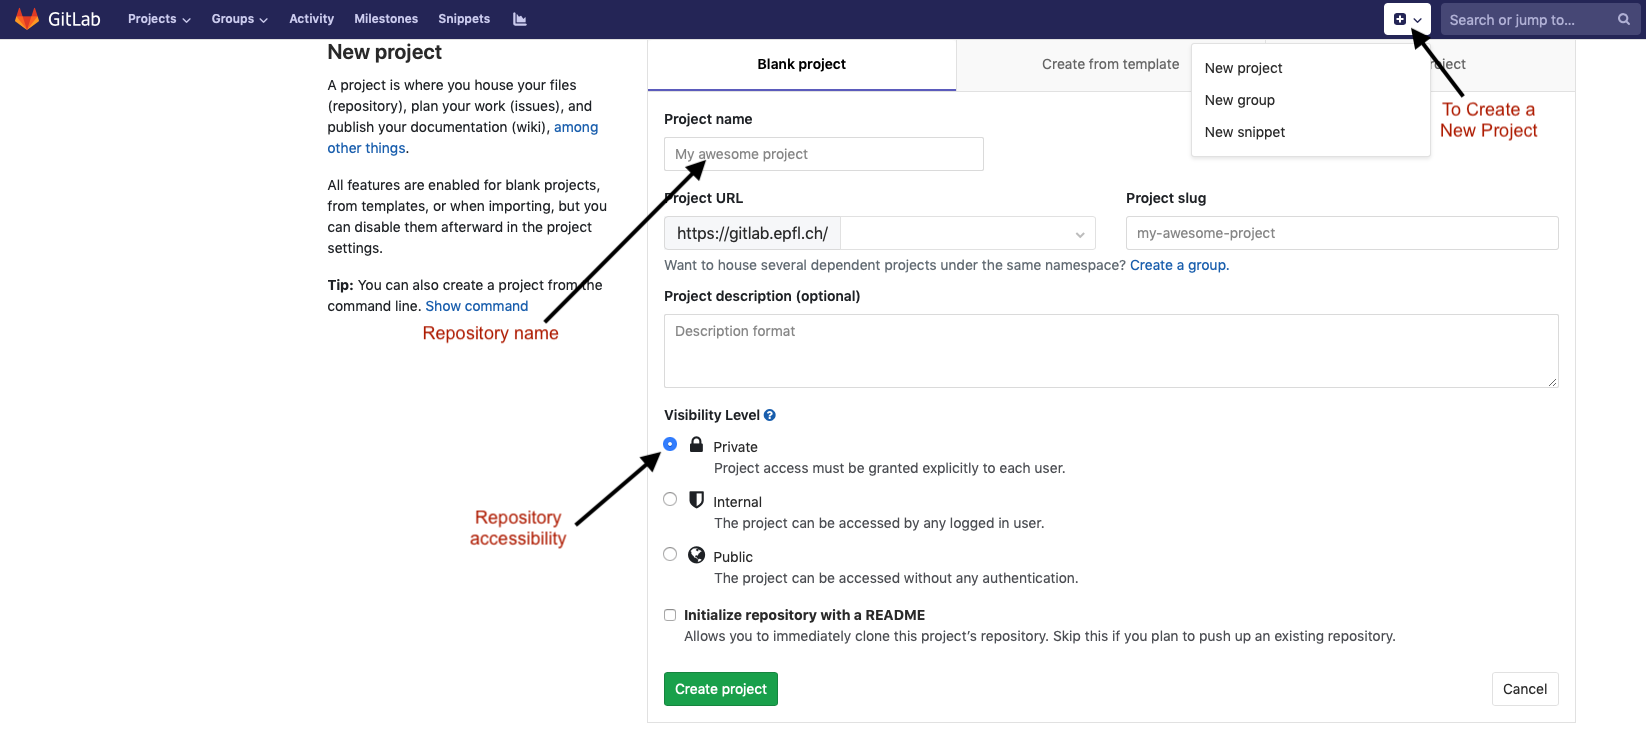 GitLab Projects Groups Activity Milestones Snippets Search or jump to...
New project
A project is where you house your files
(repository), plan your work (issues), and
publish your documentation (wiki), among
other things.
All features are enabled for blank projects,
from templates, or when importing, but you
can disable them afterward in the project
settings.
Tip: You can also create a project from the
command line. Show command
Repository name
Repository
accessibility
Blank project
Create from template
New project
New group
New snippet
To Create a
New Project
Project name
My awesome project
Project URL
https://gitlab.epfl.ch/
Project slug
my-awesome-project
Want to house several dependent projects under the same namespace? Create a group.
Project description (optional)
Description format
Visibility Level
Private
Project access must be granted explicitly to each user.
Internal
The project can be accessed by any logged in user.
Public
The project can be accessed without any authentication.
Initialize repository with a README
Allows you to immediately clone this project's repository. Skip this if you plan to push up an existing repository.
Create project
Cancel